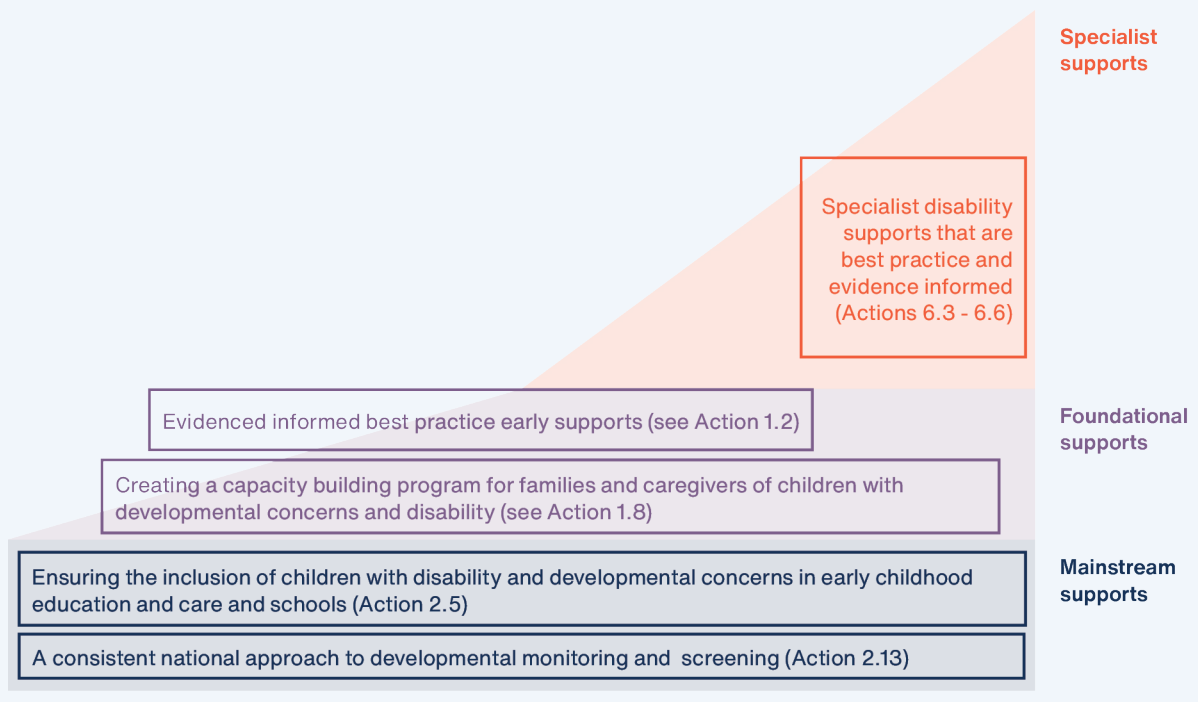 Specialist
supports
Specialist disability
supports that are
best practice and
evidence informed
(Actions 6.3 - 6.6)
Evidenced informed best practice early supports (see Action 1.2)
Foundational
supports
Creating a capacity building program for families and caregivers of children with
developmental concerns and disability (see Action 1.8)
Ensuring the inclusion of children with disability and developmental concerns in early childhood
education and care and schools (Action 2.5)
Mainstream
supports
A consistent national approach to developmental monitoring and  screening (Action 2.13)